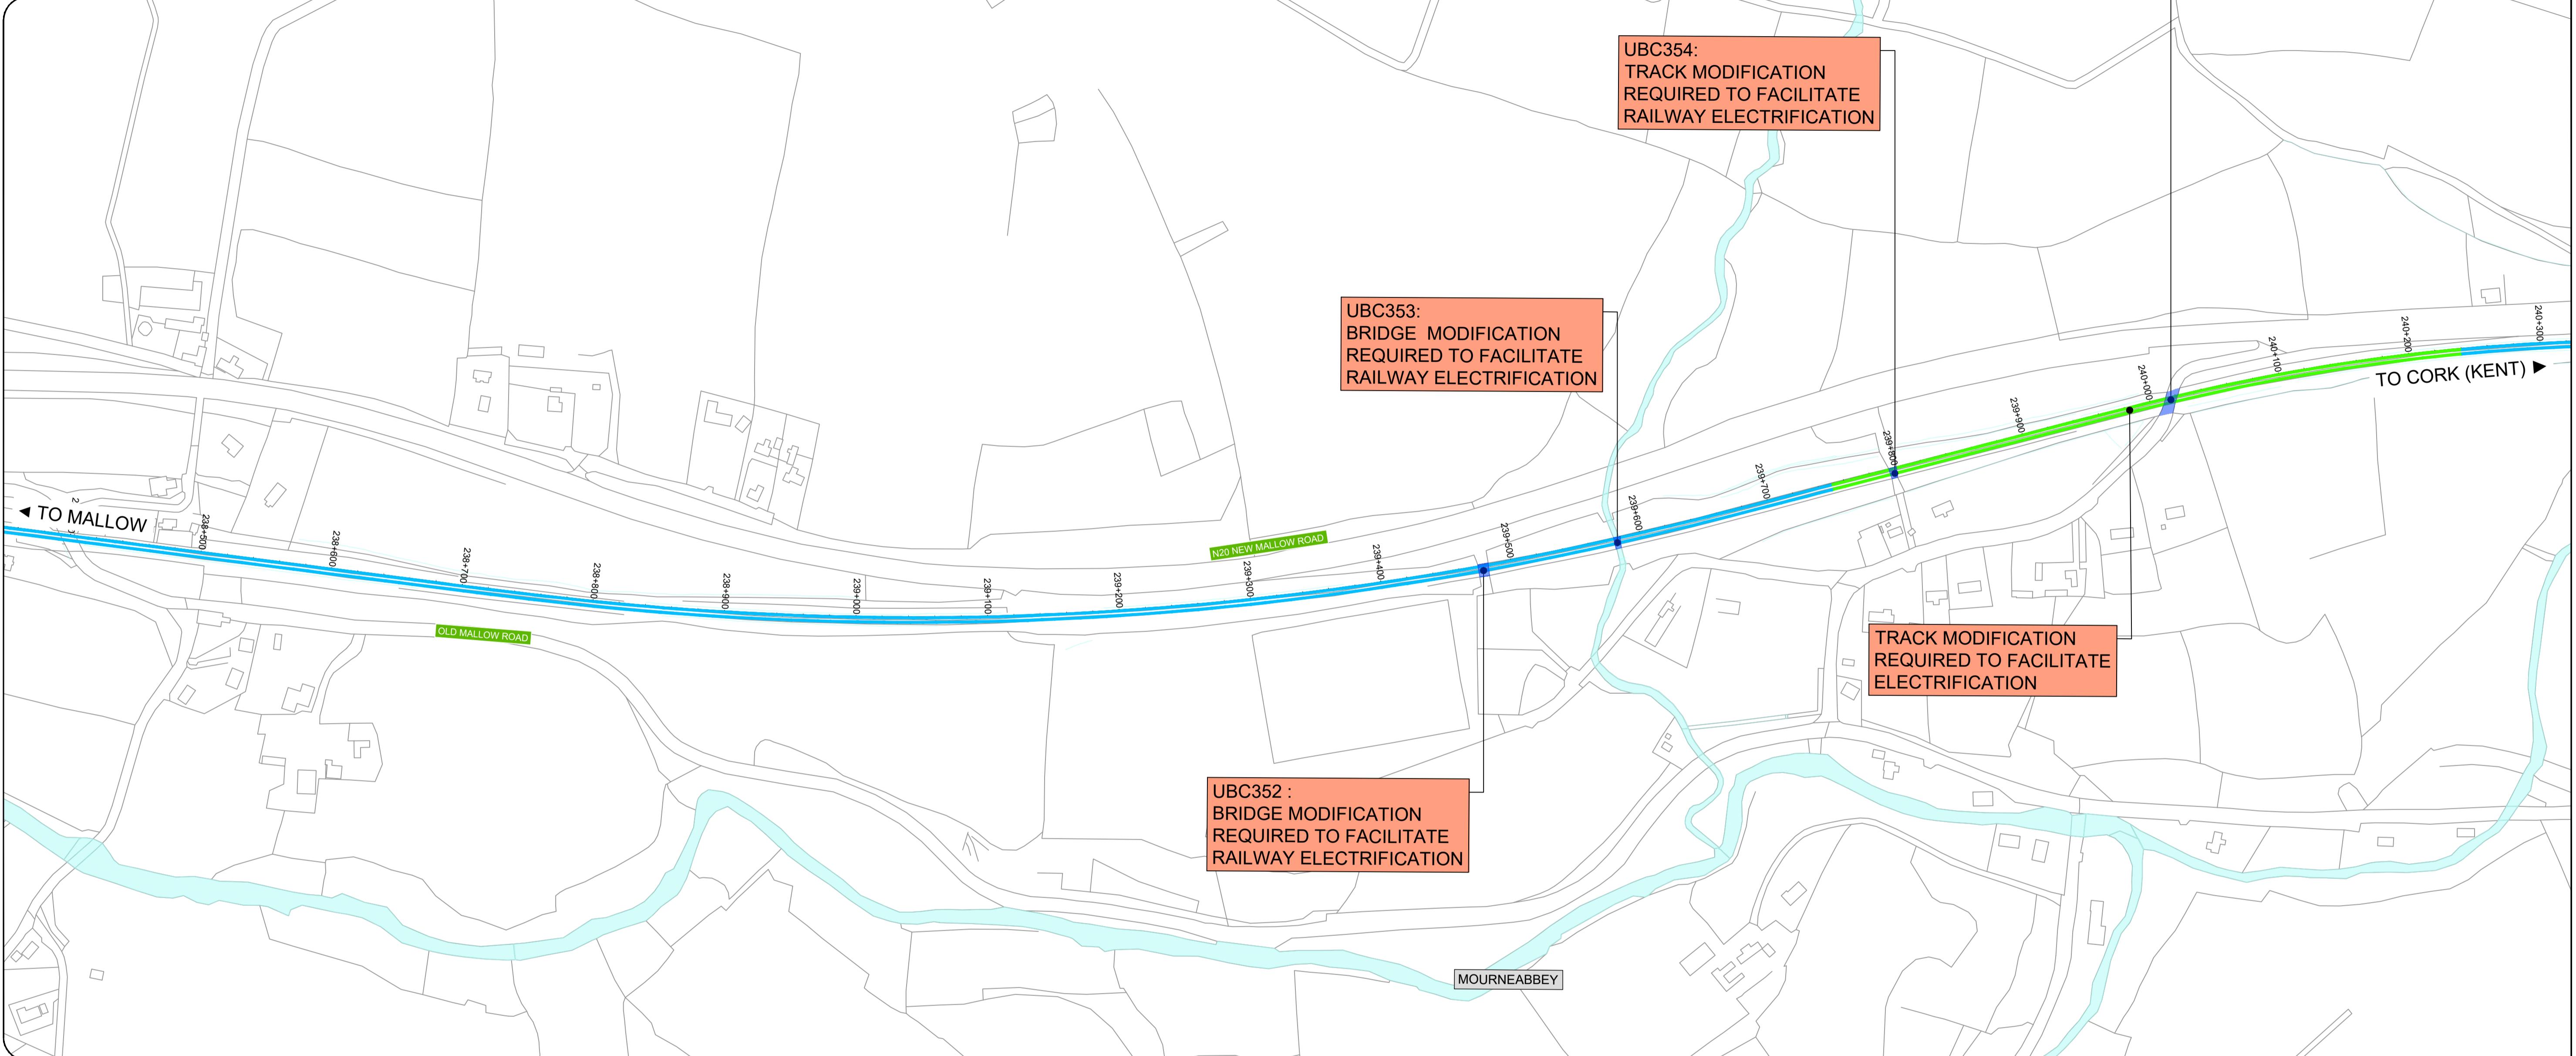 UBC354:
TRACK MODIFICATION
REQUIRED TO FACILITATE
RAILWAY ELECTRIFICATION
UBC353:
BRIDGE MODIFICATION
REQUIRED TO FACILITATE
RAILWAY ELECTRIFICATION
◄ TO MALLOW
238+500
238+600
238+700
238+800
238+900
239+000
239+100
239+200
239+300
239+400
239+500
239+600
239+700
239+800
239+900
240+000
240+100
240+200
240+300
TO CORK (KENT) ►
N20 NEW MALLOW ROAD
OLD MALLOW ROAD
TRACK MODIFICATION
REQUIRED TO FACILITATE
ELECTRIFICATION
UBC352 :
BRIDGE MODIFICATION
REQUIRED TO FACILITATE
RAILWAY ELECTRIFICATION
MOURNEABBEY